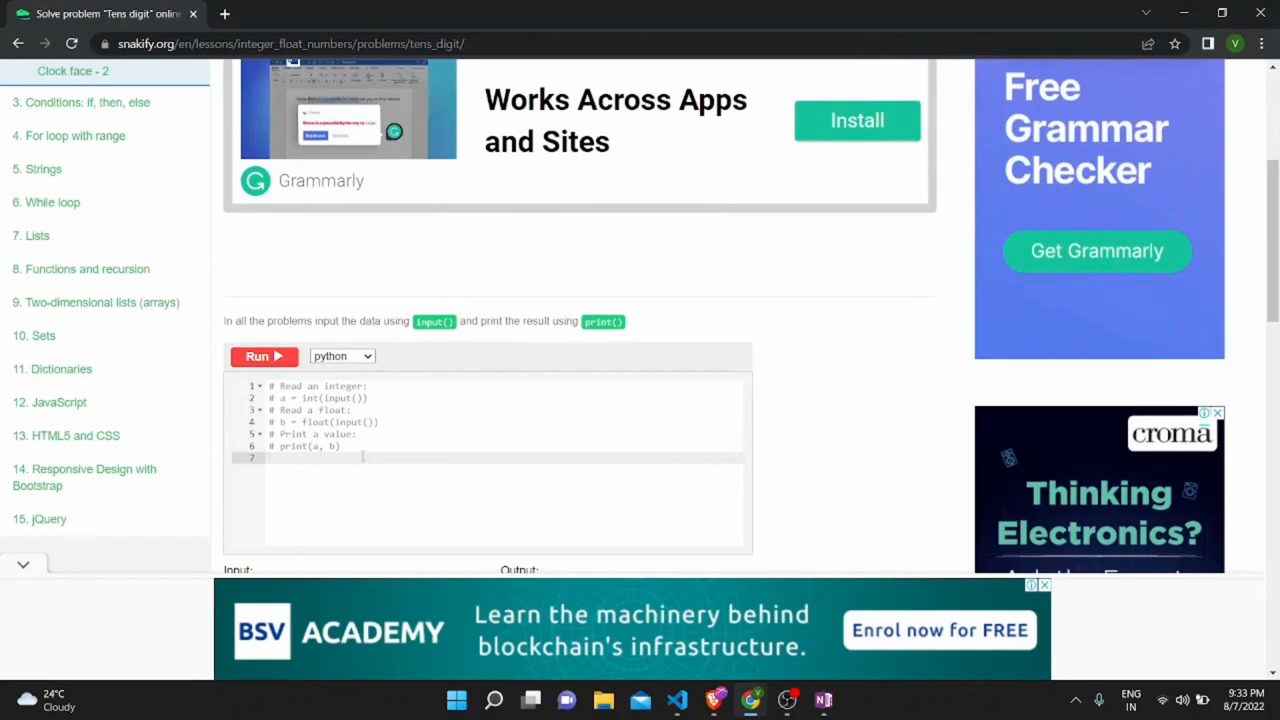 Solve problem "Tens digit" online
snakify.org/en/lessons/integer_float_numbers/problems/tens_digit/
V
Clock face - 2
3. Conditions: if, then, else
4. For loop with range
5. Strings
6. While loop
7. Lists
8. Functions and recursion
9. Two-dimensional lists (arrays)
10. Sets
11. Dictionaries
12. JavaScript
13. HTML5 and CSS
14. Responsive Design with
Bootstrap
15. jQuery
Works Across Apps
and Sites
Install
Grammarly
Free
Grammar
Checker
Get Grammarly
In all the problems input the data using input() and print the result using print()
Run
python
1 # Read an integer:
2 # a = int(input())
3 # Read a float:
4 # b = float(input())
5 # Print a value:
6 # print(a, b)
7
Input:
Output:
croma
Thinking
Electronics?
BSV ACADEMY
Learn the machinery behind
blockchain's infrastructure.
Enrol now for FREE
24°C
Cloudy
ENG
IN
9:33 PM
8/7/2022